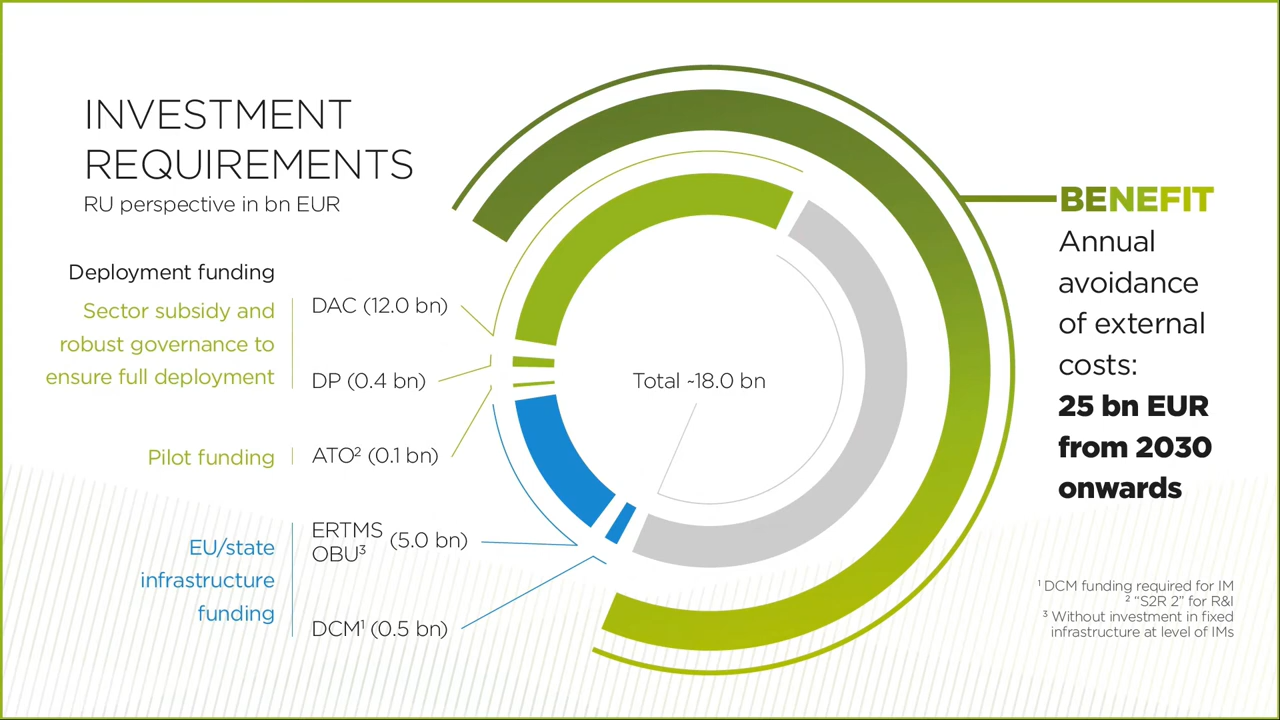 INVESTMENT
REQUIREMENTS
RU perspective in bn EUR
Deployment funding
Sector subsidy and
robust governance to
ensure full deployment
DAC (12.0 bn)
DP (0.4 bn)
Pilot funding
ATO² (0.1 bn)
EU/state
infrastructure
funding
ERTMS
OBU³ (5.0 bn)
DCM¹ (0.5 bn)
Total ~18.0 bn
BENEFIT
Annual
avoidance
of external
costs:
25 bn EUR
from 2030
onwards
¹ DCM funding required for IM
² “S2R 2” for R&I
³ Without investment in fixed
infrastructure at level of IMs